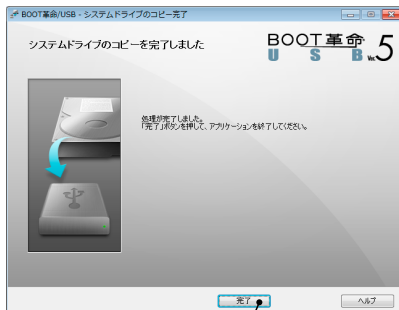 BOOT革命/USB - システムドライブのコピー完了
システムドライブのコピーを完了しました
BOOT革命
USB Ver.5
処理が完了しました。
「完了」ボタンを押して、アプリケーションを終了してください。
完了
ヘルプ